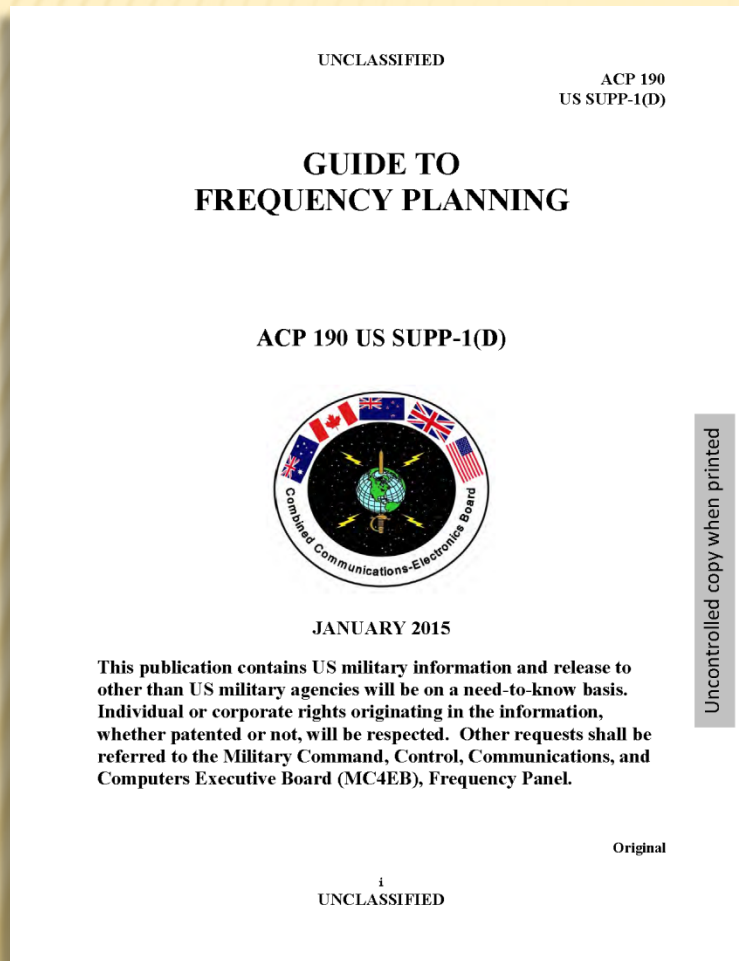 UNCLASSIFIED
ACP 190
US SUPP-1(D)
GUIDE TO
FREQUENCY PLANNING
ACP 190 US SUPP-1(D)
Combined Communications-Electronics Board
JANUARY 2015
This publication contains US military information and release to
other than US military agencies will be on a need-to-know basis.
Individual or corporate rights originating in the information,
whether patented or not, will be respected.  Other requests shall be
referred to the Military Command, Control, Communications, and
Computers Executive Board (MC4EB), Frequency Panel.
Uncontrolled copy when printed
Original
i
UNCLASSIFIED